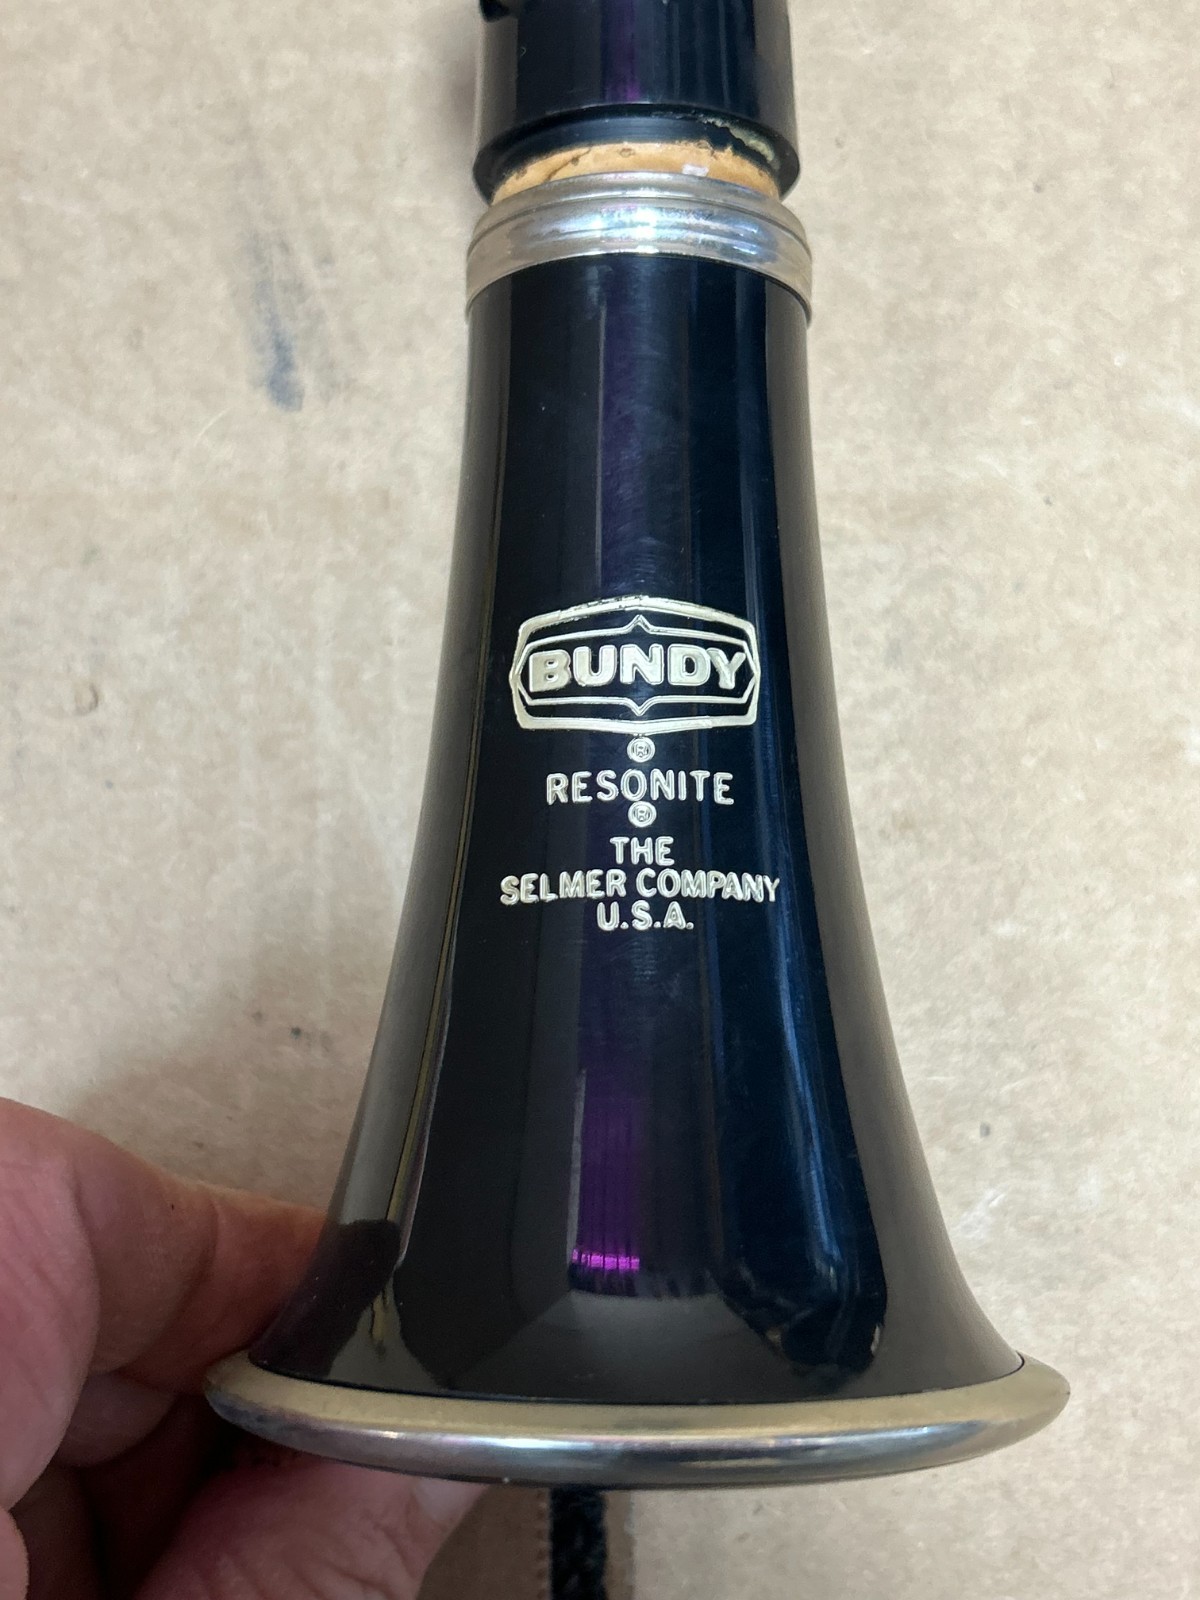 BUNDY
®
RESONITE
®
THE
SELMER COMPANY
U.S.A.